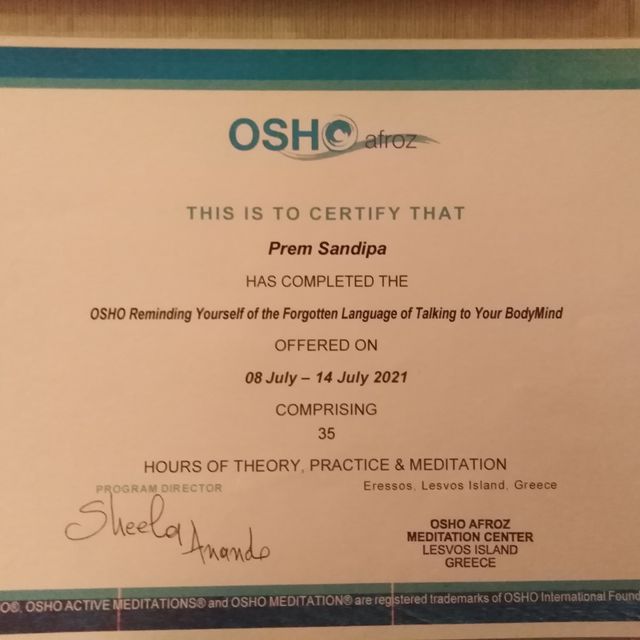 OSHO afroz
THIS IS TO CERTIFY THAT
Prem Sandipa
HAS COMPLETED THE
OSHO Reminding Yourself of the Forgotten Language of Talking to Your BodyMind
OFFERED ON
08 July – 14 July 2021
COMPRISING
35
HOURS OF THEORY, PRACTICE & MEDITATION
PROGRAM DIRECTOR
Sheela Anando
Eressos, Lesvos Island, Greece
OSHO AFROZ
MEDITATION CENTER
LESVOS ISLAND
GREECE
O®, OSHO ACTIVE MEDITATIONS® and OSHO MEDITATION® are registered trademarks of OSHO International Found